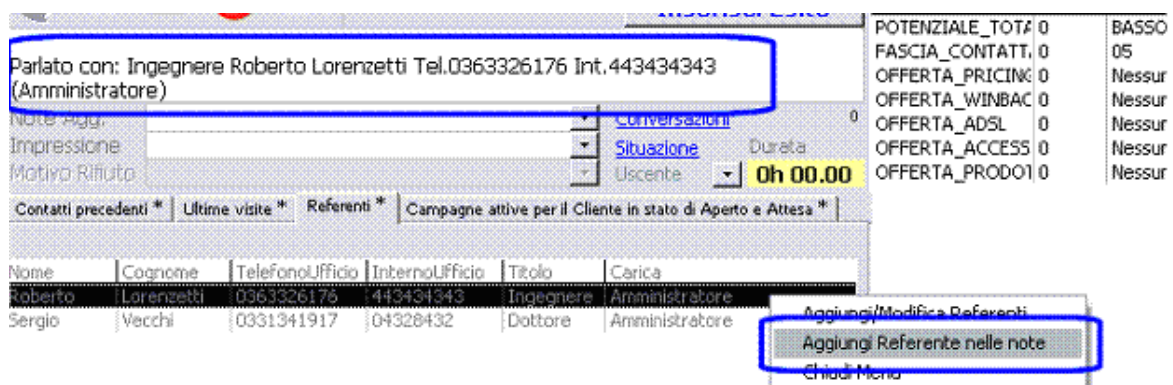 Inserisci Esito
Parlato con: Ingegnere Roberto Lorenzetti Tel.0363326176 Int.443434343
(Amministratore)
Note Agg.
Conversazioni
0
Impressione
Situazione
Durata
Motivo Rifiuto
Uscente
0h 00.00
POTENZIALE_TOTA 0 BASSO
FASCIA_CONTATT. 0 05
OFFERTA_PRICING 0 Nessur
OFFERTA_WINBAC 0 Nessur
OFFERTA_ADSL 0 Nessur
OFFERTA_ACCESS 0 Nessur
OFFERTA_PRODOT 0 Nessur
Contatti precedenti * Ultime visite * Referenti * Campagne attive per il Cliente in stato di Aperto e Attesa *
Nome Cognome TelefonoUfficio InternoUfficio Titolo Carica
Roberto Lorenzetti 0363326176 443434343 Ingegnere Amministratore
Sergio Vecchi 0331341917 04328432 Dottore Amministratore
Aggiungi/Modifica Referenti
Aggiungi Referente nelle note
Chiudi Menu